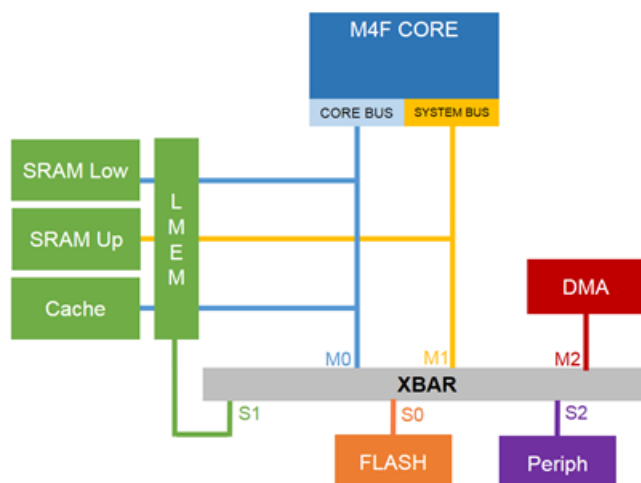 M4F CORE
CORE BUS
SYSTEM BUS
SRAM Low
SRAM Up
Cache
L
M
E
M
DMA
M0
M1
M2
XBAR
S1
S0
S2
FLASH
Periph